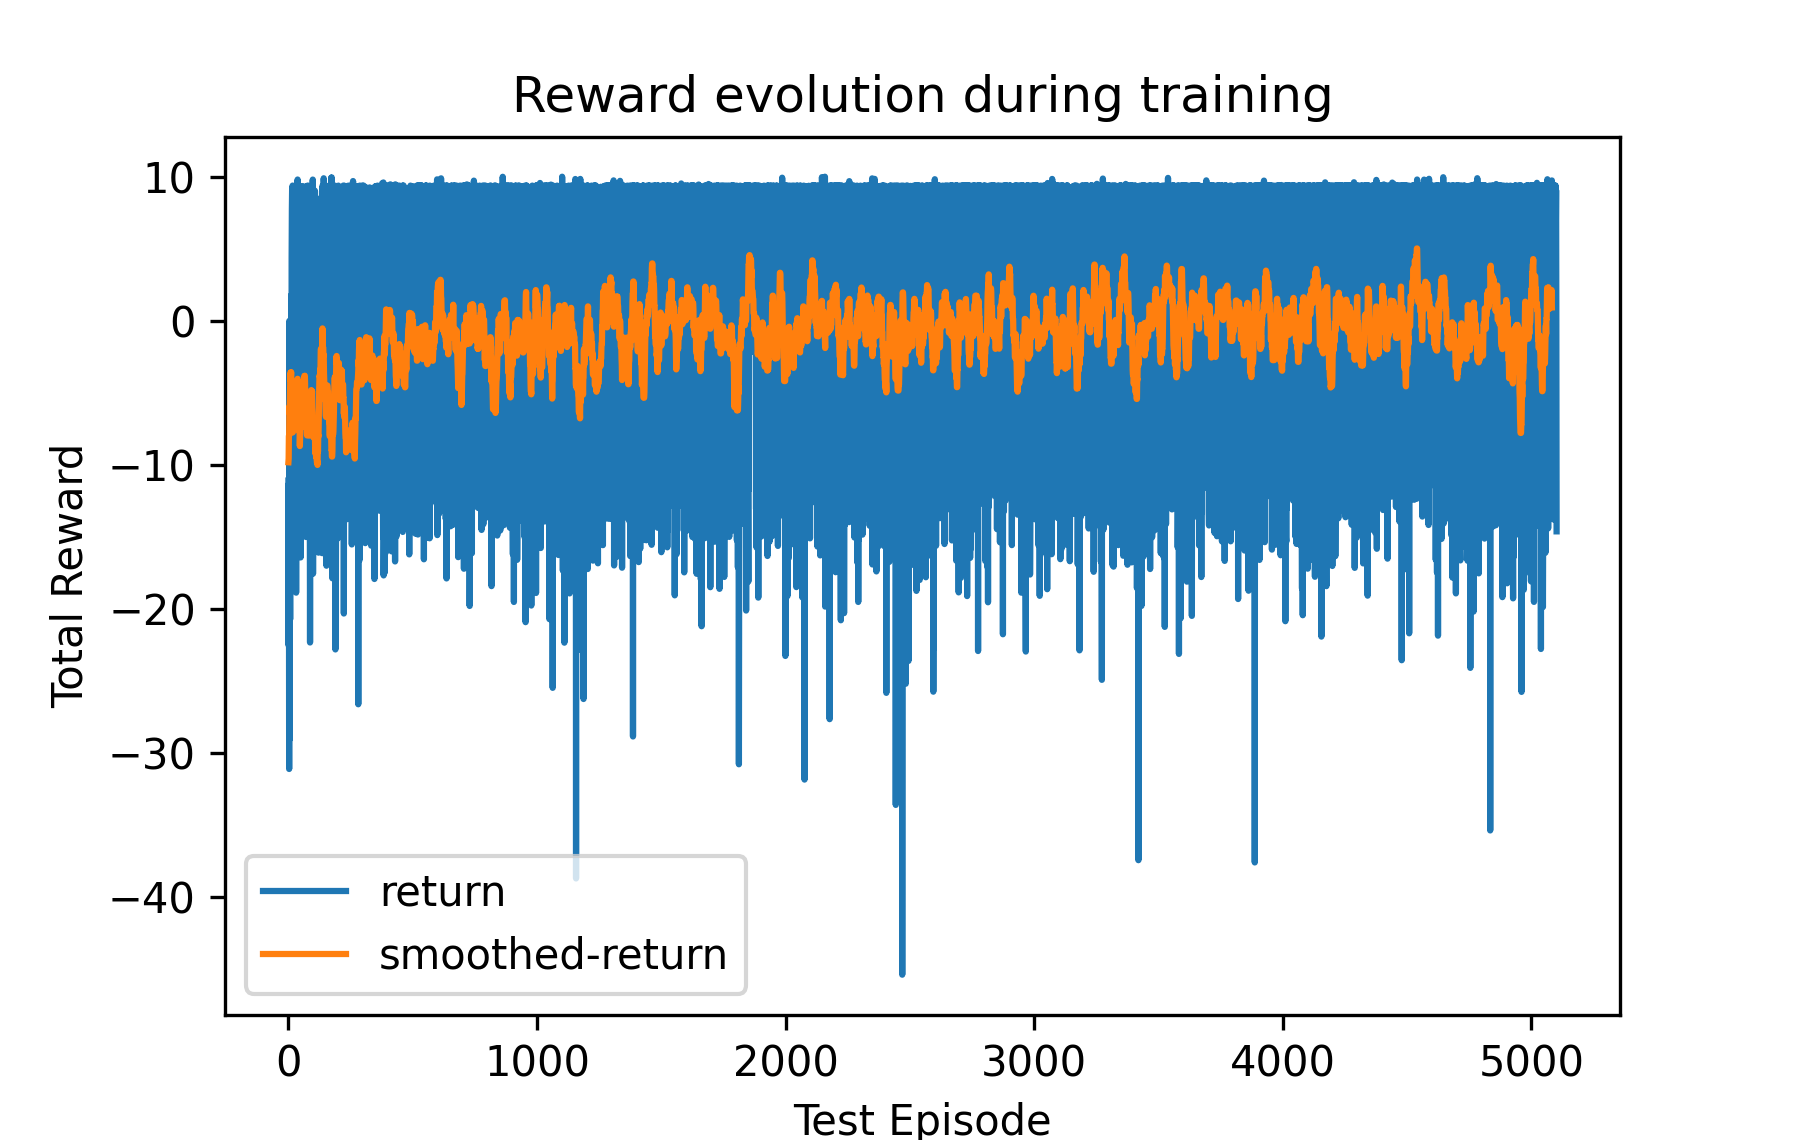 Reward evolution during training
10
0
−10
−20
−30
−40
Total Reward
return
smoothed-return
0 1000 2000 3000 4000 5000
Test Episode